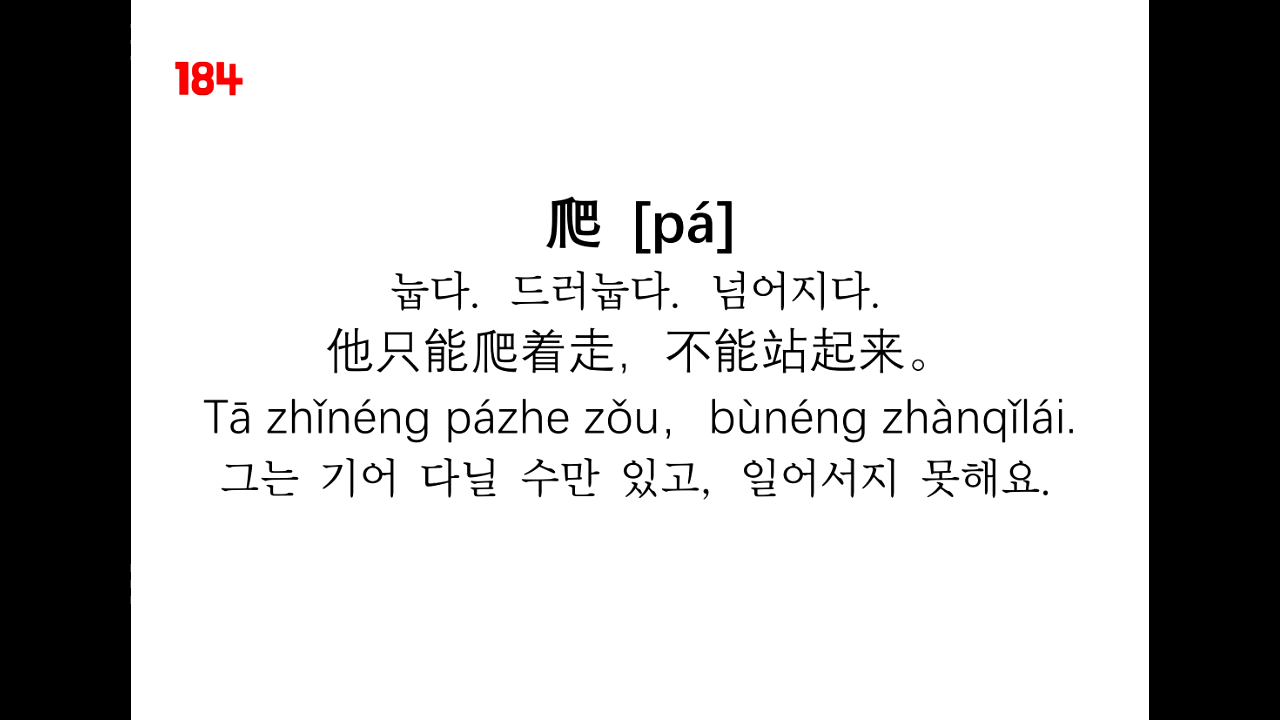 184
爬 [pá]
눕다. 드러눕다. 넘어지다.
他只能爬着走，不能站起来。
Tā zhǐnéng pázhe zǒu，bùnéng zhànqǐlái.
그는 기어 다닐 수만 있고, 일어서지 못해요.